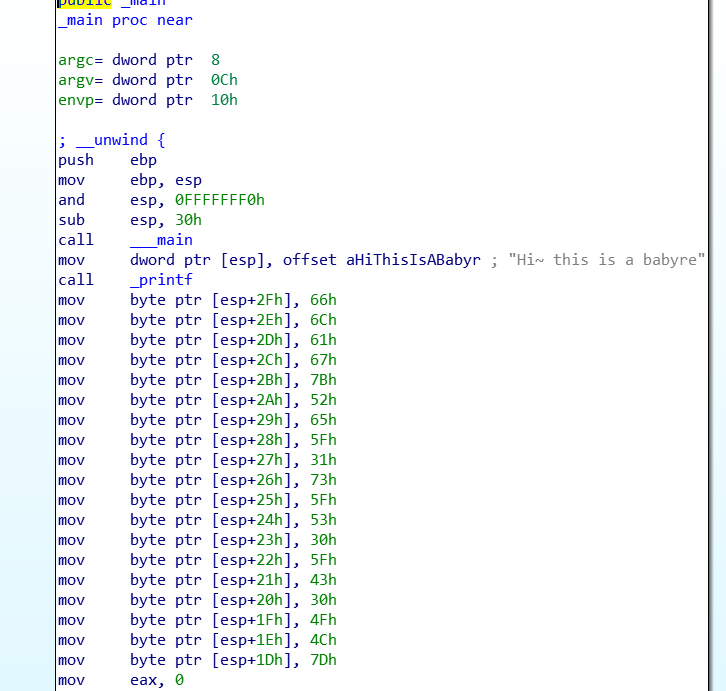 public _main
_main proc near
argc= dword ptr  8
argv= dword ptr  0Ch
envp= dword ptr  10h
; __unwind {
push    ebp
mov     ebp, esp
and     esp, 0FFFFFFF0h
sub     esp, 30h
call    ___main
mov     dword ptr [esp], offset aHiThisIsABabyr ; "Hi~ this is a babyre"
call    _printf
mov     byte ptr [esp+2Fh], 66h
mov     byte ptr [esp+2Eh], 6Ch
mov     byte ptr [esp+2Dh], 61h
mov     byte ptr [esp+2Ch], 67h
mov     byte ptr [esp+2Bh], 7Bh
mov     byte ptr [esp+2Ah], 52h
mov     byte ptr [esp+29h], 65h
mov     byte ptr [esp+28h], 5Fh
mov     byte ptr [esp+27h], 31h
mov     byte ptr [esp+26h], 73h
mov     byte ptr [esp+25h], 5Fh
mov     byte ptr [esp+24h], 53h
mov     byte ptr [esp+23h], 30h
mov     byte ptr [esp+22h], 5Fh
mov     byte ptr [esp+21h], 43h
mov     byte ptr [esp+20h], 30h
mov     byte ptr [esp+1Fh], 4Fh
mov     byte ptr [esp+1Eh], 4Ch
mov     byte ptr [esp+1Dh], 7Dh
mov     eax, 0